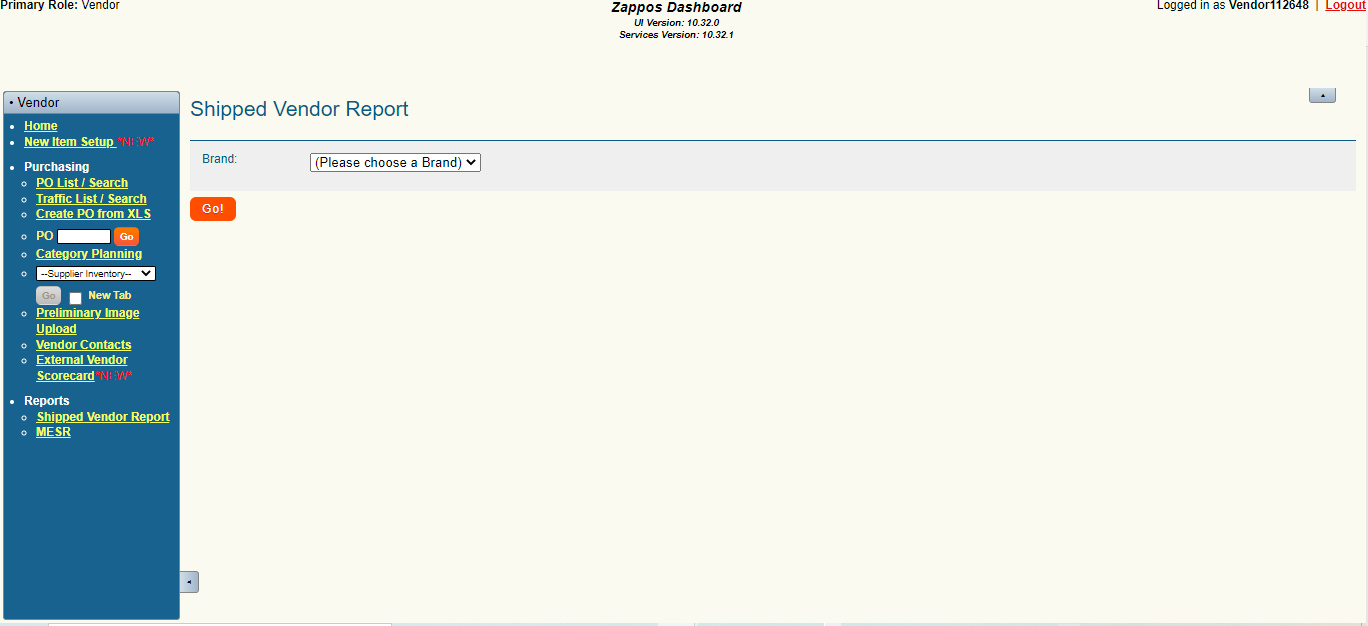 Primary Role: Vendor
Zappos Dashboard
UI Version: 10.32.0
Services Version: 10.32.1
Logged in as Vendor112648 | Logout
• Vendor
Home
New Item Setup *NEW*
Purchasing
PO List / Search
Traffic List / Search
Create PO from XLS
PO Go
Category Planning
--Supplier Inventory--
Go New Tab
Preliminary Image
Upload
Vendor Contacts
External Vendor
Scorecard*NEW*
Reports
Shipped Vendor Report
MESR
Shipped Vendor Report
Brand: (Please choose a Brand)
Go!